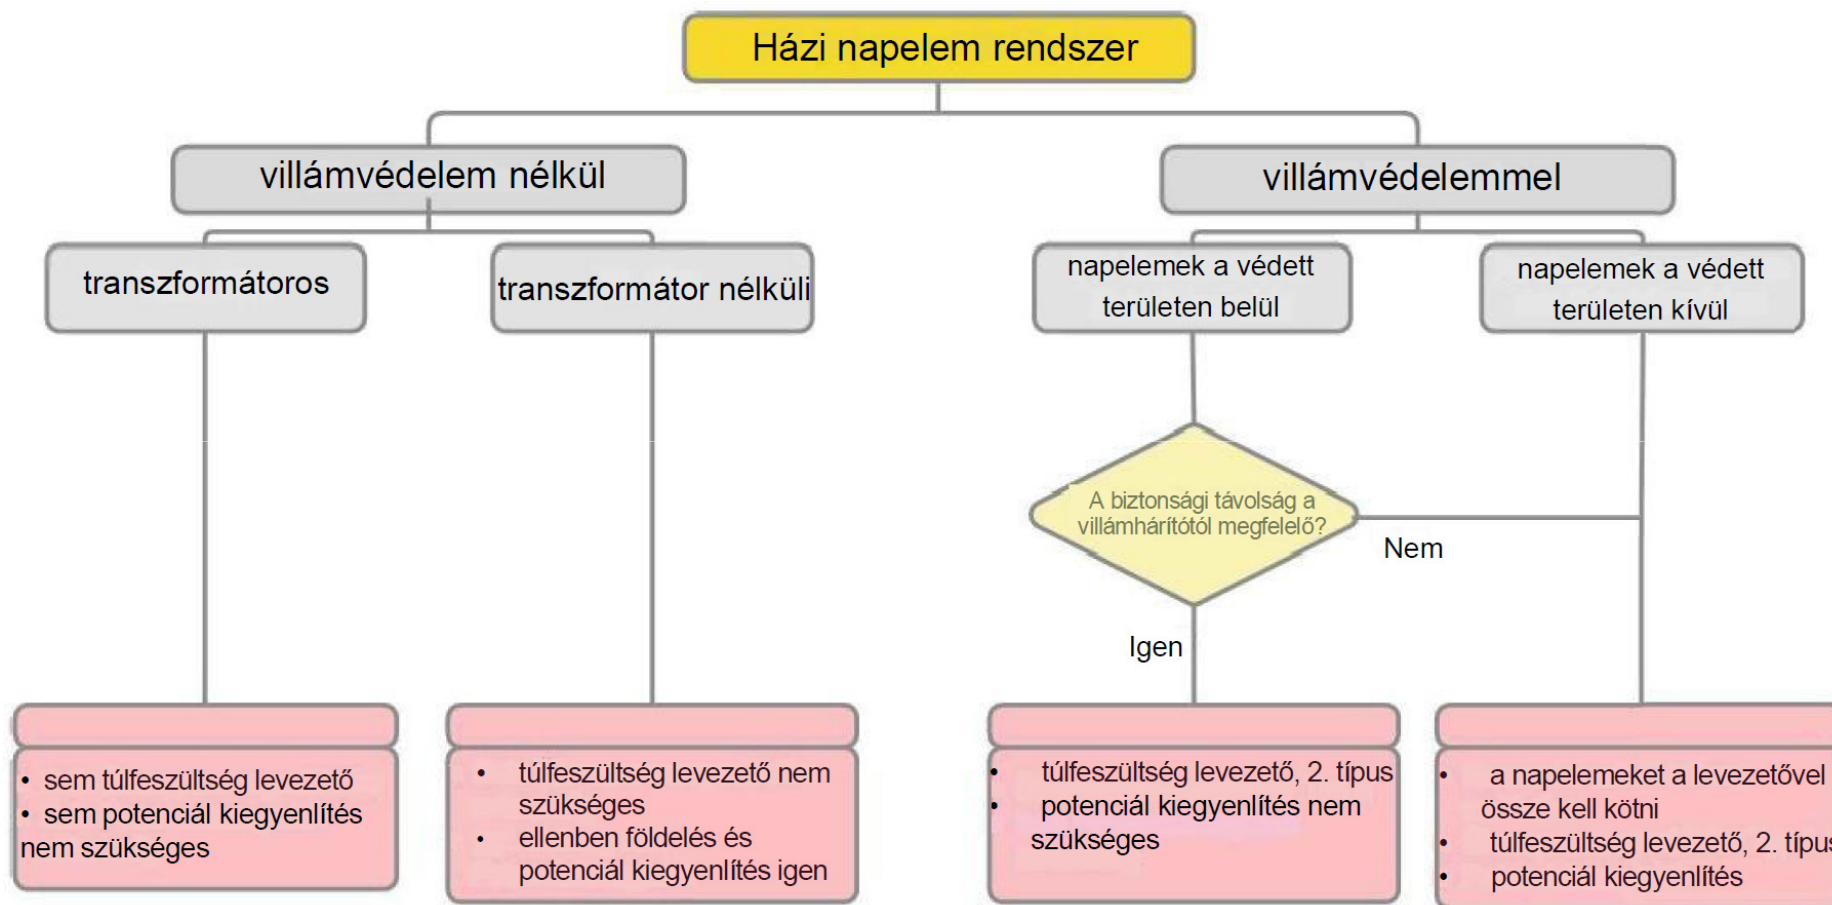 Házi napelem rendszer
villámvédelem nélkül
villámvédelemmel
transzformátoros
transzformátor nélküli
napelemek a védett
területen belül
napelemek a védett
területen kívül
A biztonsági távolság a
villámhárítótól megfelelő?
Nem
Igen
• sem túlfeszültség levezető
• sem potenciál kiegyenlítés
nem szükséges
• túlfeszültség levezető nem
szükséges
• ellenben földelés és
potenciál kiegyenlítés igen
• túlfeszültség levezető, 2. típus
• potenciál kiegyenlítés nem
szükséges
• a napelemeket a levezetővel
össze kell kötni
• túlfeszültség levezető, 2. típus
• potenciál kiegyenlítés